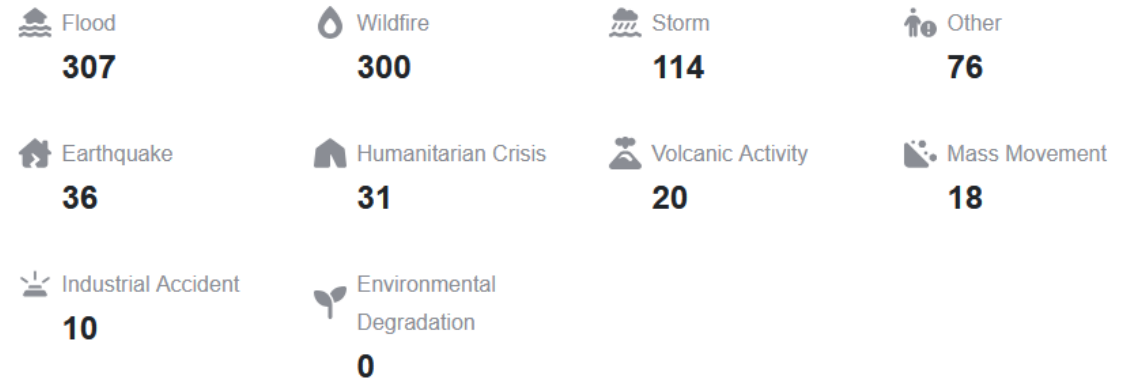 Flood
307
Wildfire
300
Storm
114
Other
76
Earthquake
36
Humanitarian Crisis
31
Volcanic Activity
20
Mass Movement
18
Industrial Accident
10
Environmental
Degradation
0